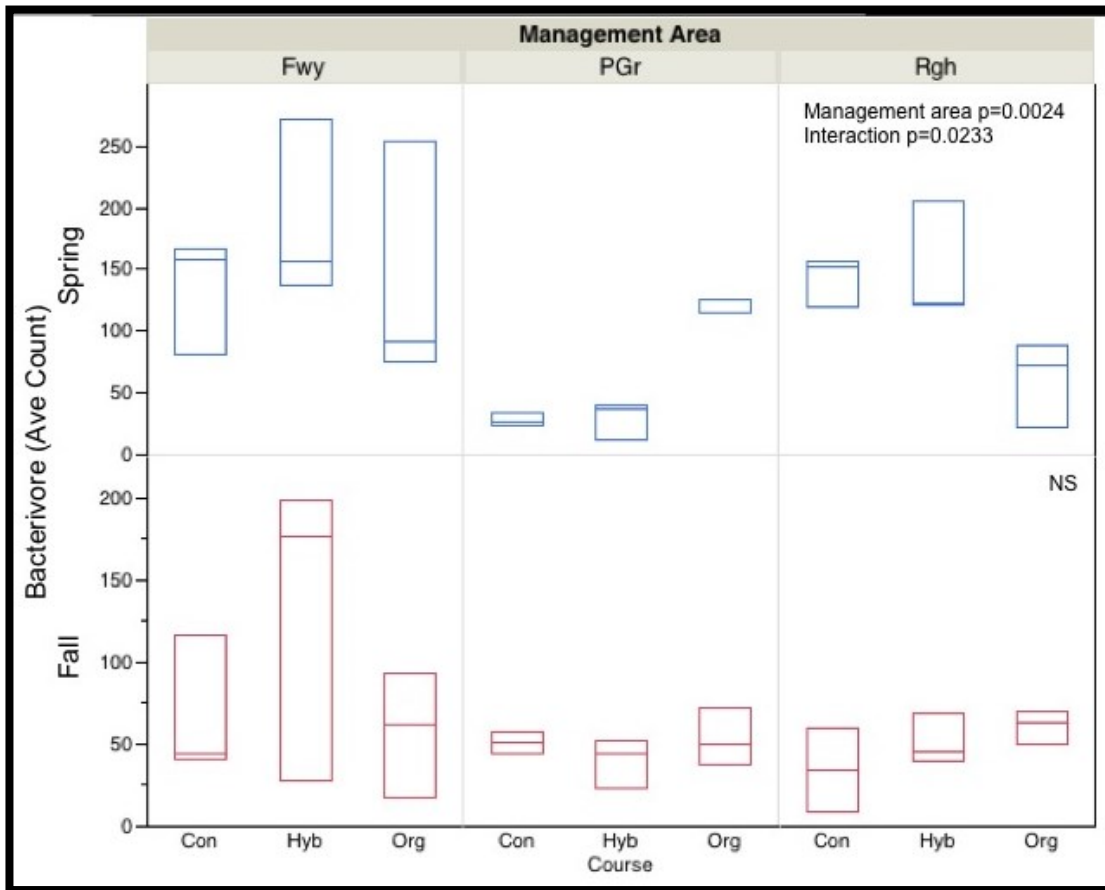 Management Area
Fwy PGr Rgh
Management area p=0.0024
Interaction p=0.0233
Bacterivore (Ave Count)
Spring
250
200
150
100
50
0
NS
Fall
200
150
100
50
0
Con Hyb Org Con Hyb Org Con Hyb Org
Course